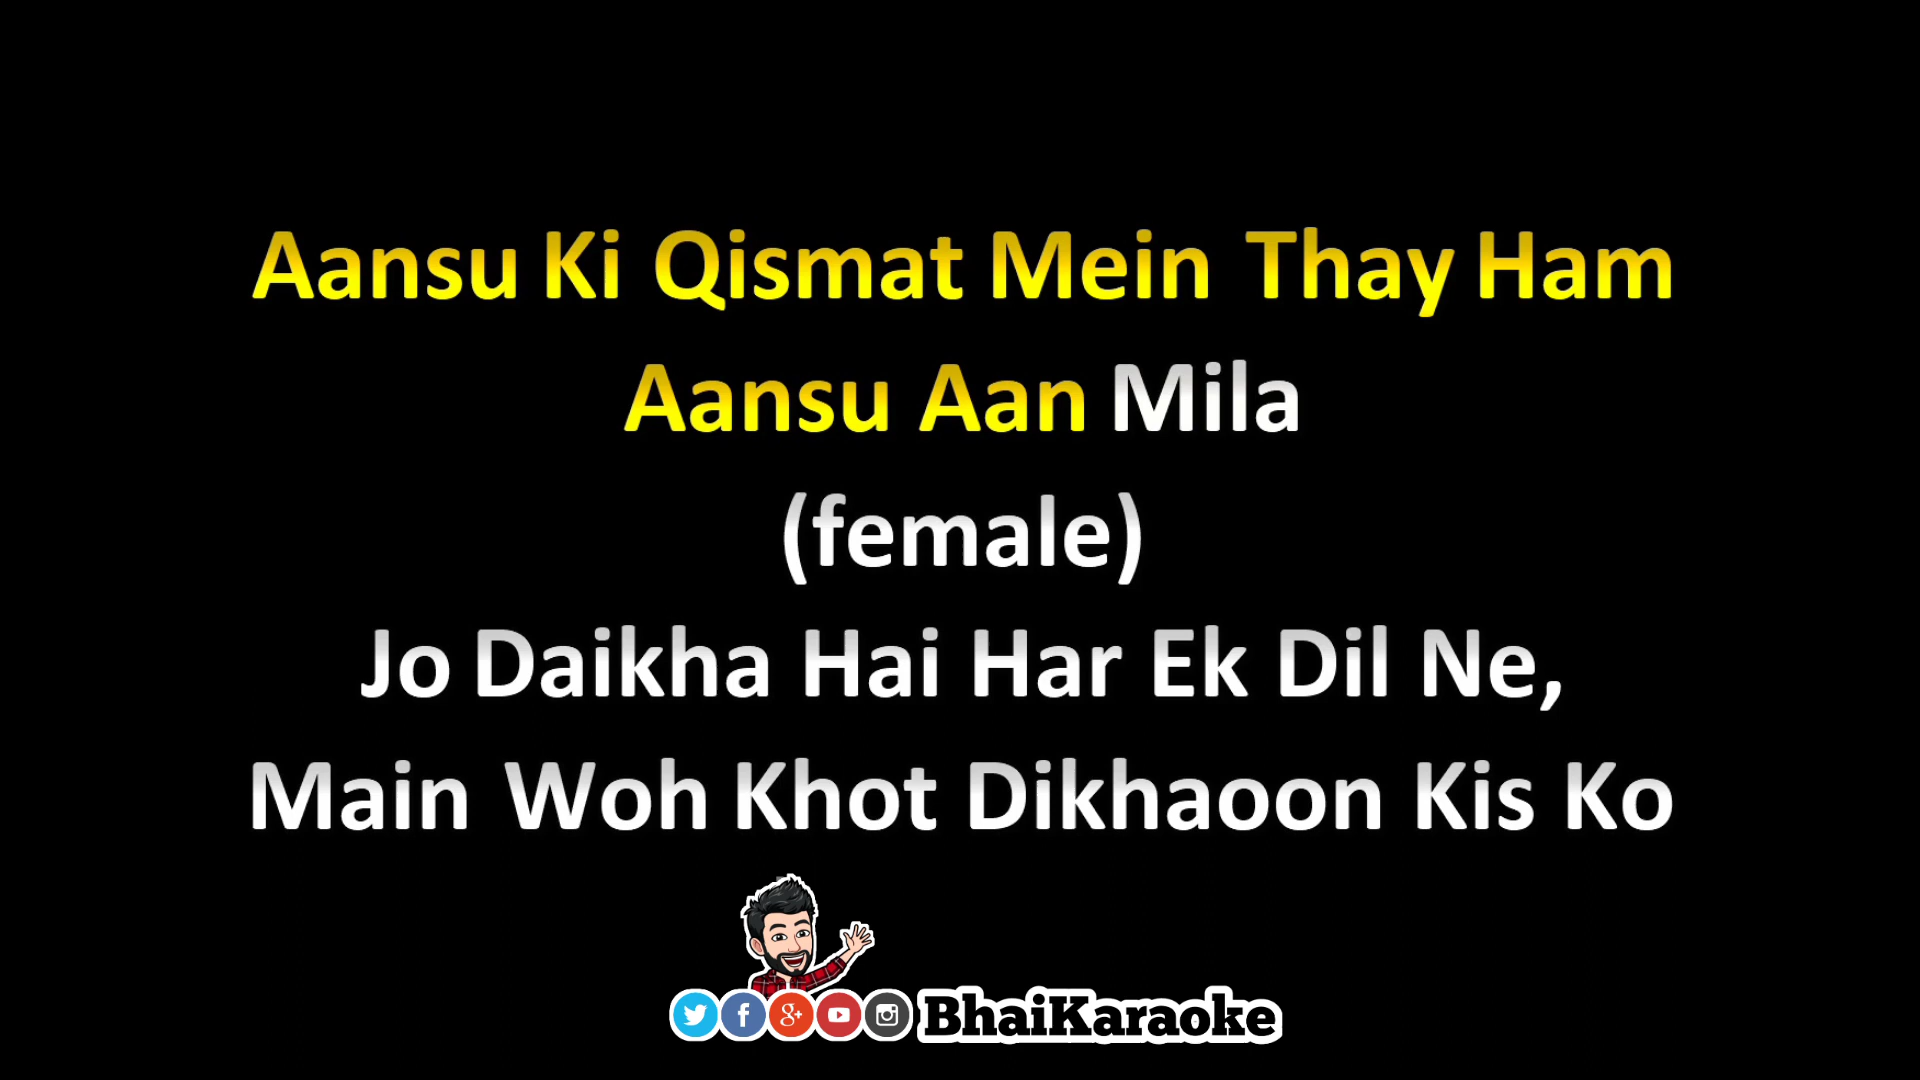 Aansu Ki Qismat Mein Thay Ham
Aansu Aan Mila
(female)
Jo Daikha Hai Har Ek Dil Ne,
Main Woh Khot Dikhaoon Kis Ko
BhaiKaraoke